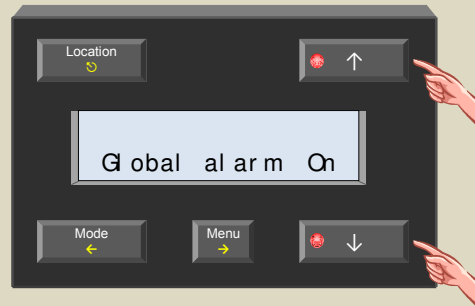 Location
↑
Global alarm On
Mode
←
Menu
→
↓